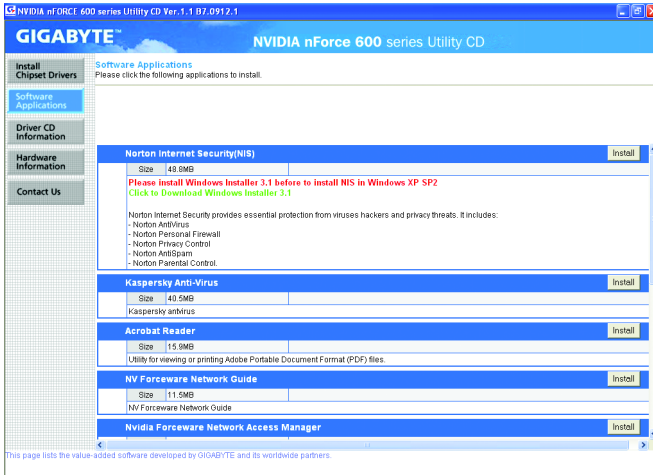 NVIDIA nFORCE 600 series Utility CD Ver.1.1 B7.0912.1
GIGABYTE™
NVIDIA nForce 600 series Utility CD
Install
Chipset Drivers
Software
Applications
Driver CD
Information
Hardware
Information
Contact Us
Software Applications
Please click the following applications to install.
Norton Internet Security(NIS)
Install
Size 48.8MB
Please install Windows Installer 3.1 before to install NIS in Windows XP SP2
Click to Download Windows Installer 3.1
Norton Internet Security provides essential protection from viruses hackers and privacy threats. It includes:
- Norton AntiVirus
- Norton Personal Firewall
- Norton Privacy Control
- Norton AntiSpam
- Norton Parental Control.
Kaspersky Anti-Virus
Install
Size 40.5MB
Kaspersky antivirus
Acrobat Reader
Install
Size 15.9MB
Utility for viewing or printing Adobe Portable Document Format (PDF) files.
NV Forceware Network Guide
Install
Size 11.5MB
NV Forceware Network Guide
Nvidia Forceware Network Access Manager
Install
This page lists the value-added software developed by GIGABYTE and its worldwide partners.